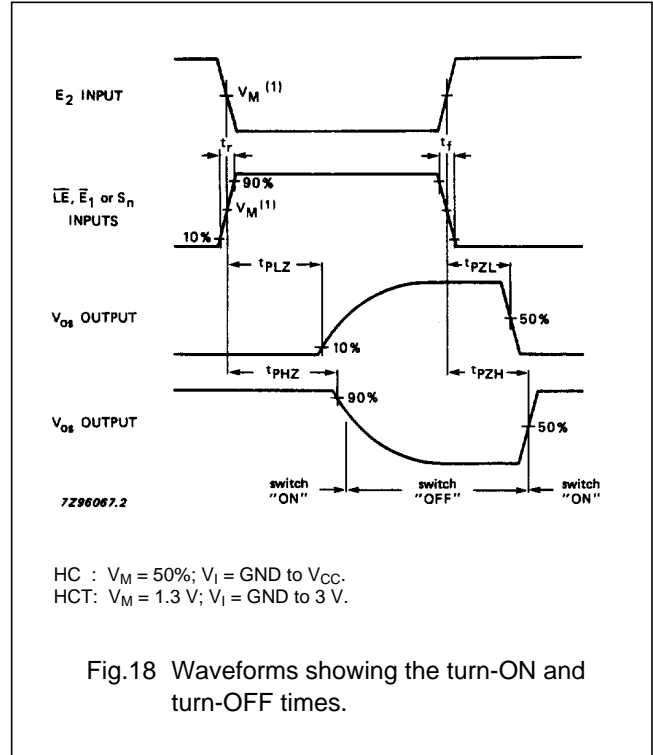 E2 INPUT
VM (1)
tr
tf
90%
LE, E1 or Sn
INPUTS
VM(1)
10%
tPLZ
tPZL
Vos OUTPUT
50%
10%
tPHZ
tPZH
90%
Vos OUTPUT
50%
switch
"ON"
switch
"OFF"
switch
"ON"
7Z96067.2
HC : VM = 50%; VI = GND to VCC.
HCT: VM = 1.3 V; VI = GND to 3 V.
Fig.18 Waveforms showing the turn-ON and
turn-OFF times.